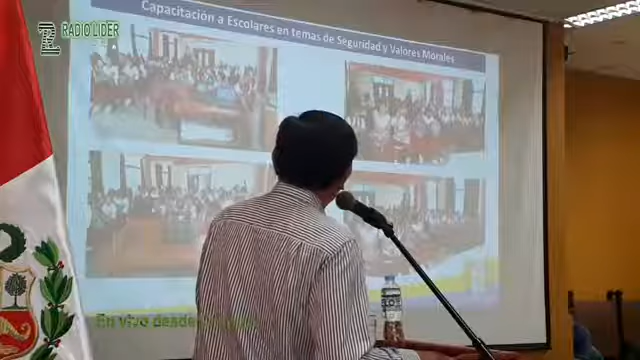 RADIO LIDER
Capacitación a Escolares en temas de Seguridad y Valores Morales
En vivo desde